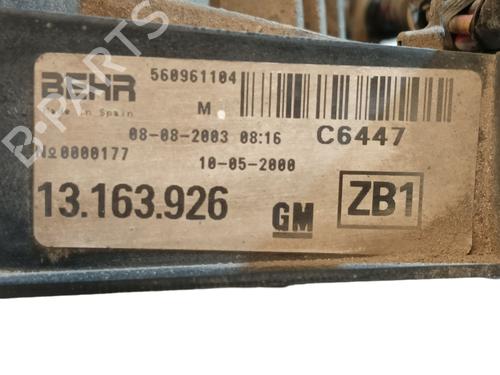 BEHR
560961104
Made in Spain
M
08-08-2003 08:16
C6447
№0000177
10-05-2000
13.163.926
GM
ZB1
B-Parts